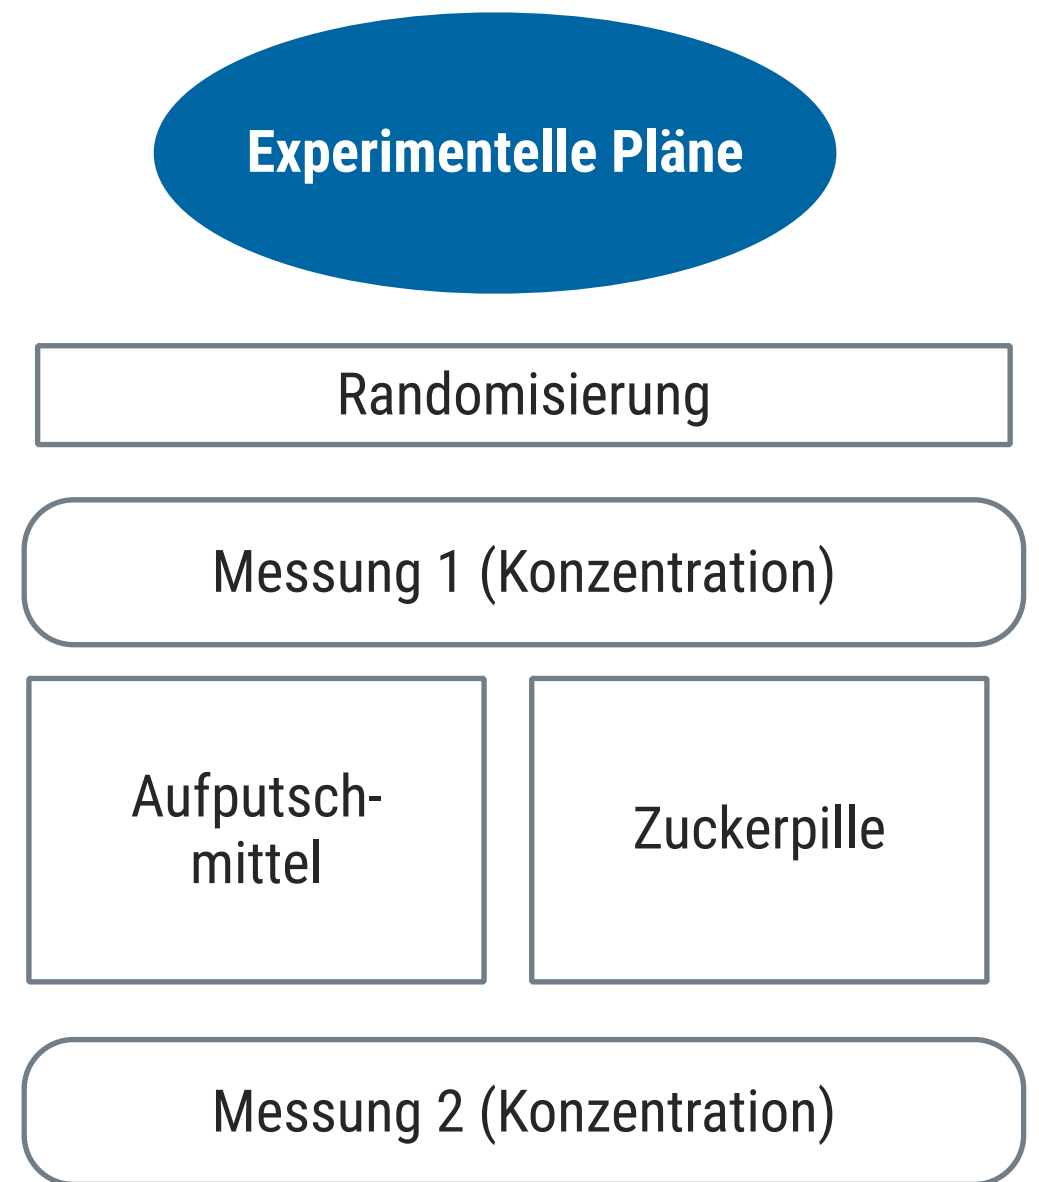 Experimentelle Pläne
Randomisierung
Messung 1 (Konzentration)
Aufputsch-
mittel
Zuckerpille
Messung 2 (Konzentration)